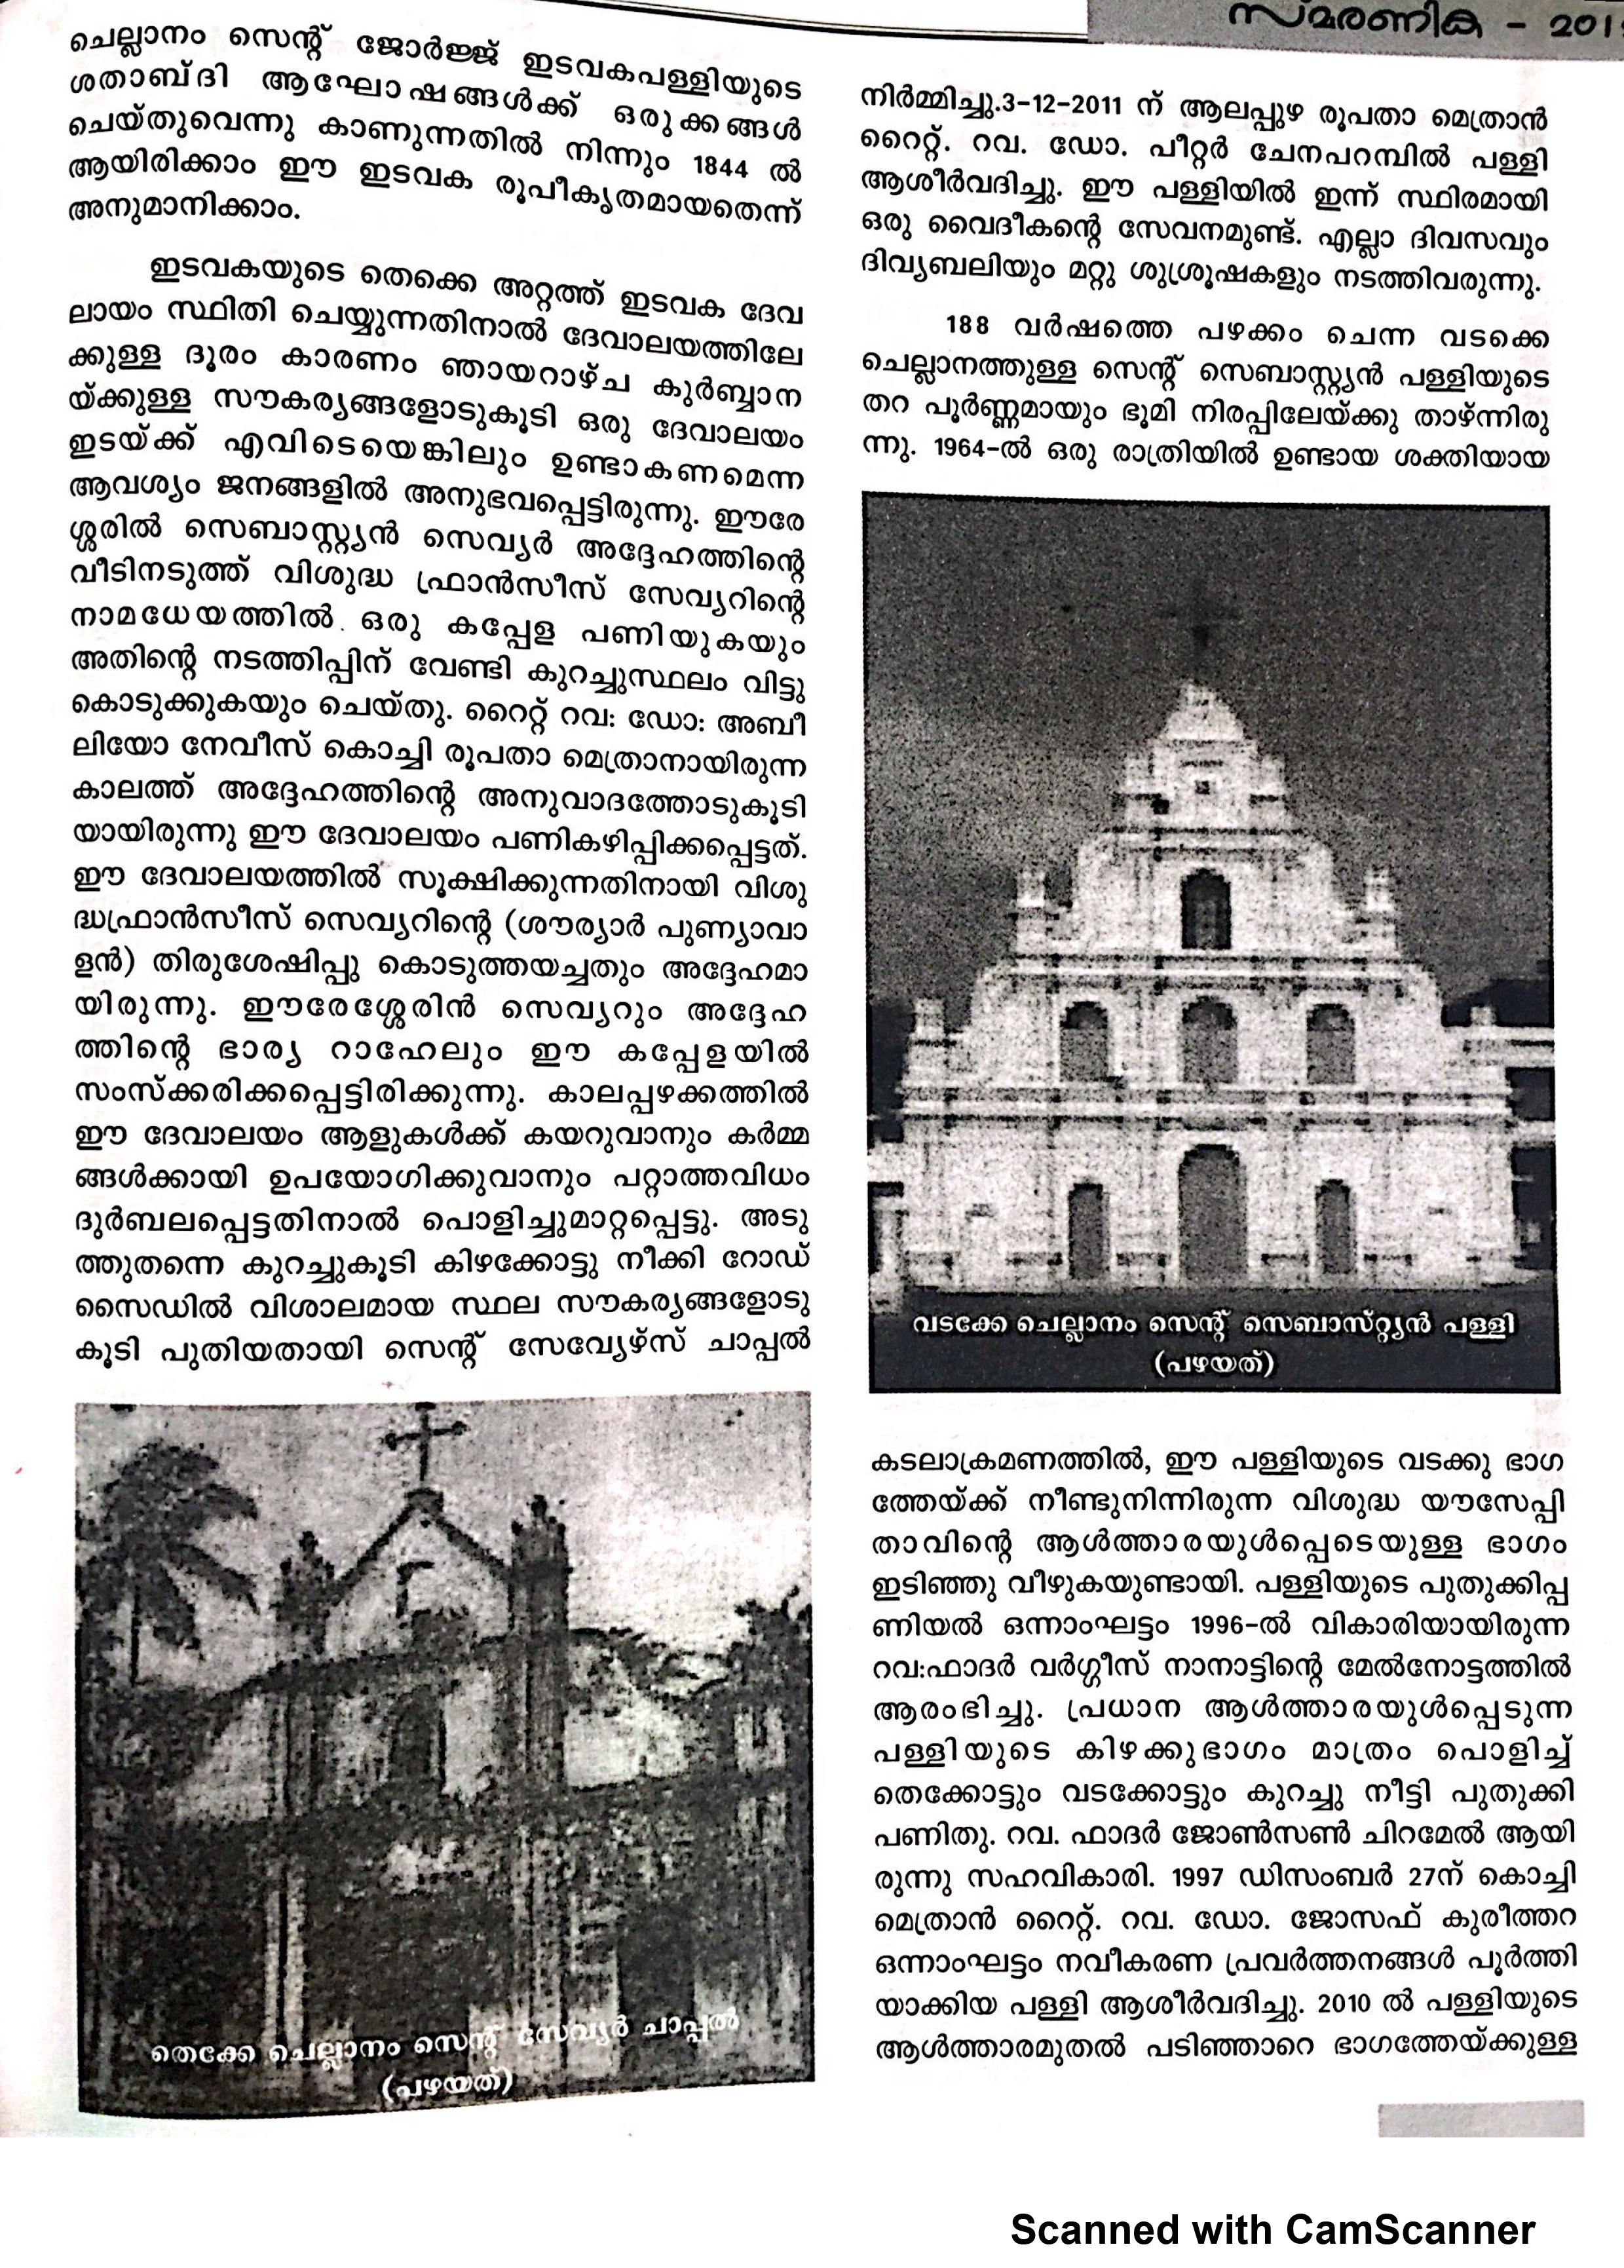 സ്മരണിക - 201
ചെല്ലാനം സെന്റ് ജോർജ്ജ് ഇടവകപള്ളിയുടെ
ശതാബ്ദി ആഘോഷങ്ങൾക്ക് ഒരുക്കങ്ങൾ
ചെയ്തുവെന്നു കാണുന്നതിൽ നിന്നും 1844 ൽ
ആയിരിക്കാം ഈ ഇടവക രൂപീകൃതമായതെന്ന്
അനുമാനിക്കാം.
ഇടവകയുടെ തെക്കെ അറ്റത്ത് ഇടവക ദേവ
ലായം സ്ഥിതി ചെയ്യുന്നതിനാൽ ദേവാലയത്തിലേ
ക്കുള്ള ദൂരം കാരണം ഞായറാഴ്ച കുർബ്ബാന
യ്ക്കുള്ള സൗകര്യങ്ങളോടുകൂടി ഒരു ദേവാലയം
ഇടയ്ക്ക് എവിടെയെങ്കിലും ഉണ്ടാകണമെന്ന
ആവശ്യം ജനങ്ങളിൽ അനുഭവപ്പെട്ടിരുന്നു. ഈരേ
ശ്ശരിൽ സെബാസ്റ്റ്യൻ സെവ്യർ അദ്ദേഹത്തിന്റെ
വീടിനടുത്ത് വിശുദ്ധ ഫ്രാൻസീസ് സേവ്യറിന്റെ
നാമധേയത്തിൽ ഒരു കപ്പേള പണിയുകയും
അതിന്റെ നടത്തിപ്പിന് വേണ്ടി കുറച്ചുസ്ഥലം വിട്ടു
കൊടുക്കുകയും ചെയ്തു. റൈറ്റ് റവ: ഡോ: അബീ
ലിയോ നേവീസ് കൊച്ചി രൂപതാ മെത്രാനായിരുന്ന
കാലത്ത് അദ്ദേഹത്തിന്റെ അനുവാദത്തോടുകൂടി
യായിരുന്നു ഈ ദേവാലയം പണികഴിപ്പിക്കപ്പെട്ടത്.
ഈ ദേവാലയത്തിൽ സൂക്ഷിക്കുന്നതിനായി വിശു
ദ്ധഫ്രാൻസീസ് സെവ്യറിന്റെ (ശൗര്യാർ പുണ്യാവാ
ളൻ) തിരുശേഷിപ്പു കൊടുത്തയച്ചതും അദ്ദേഹമാ
യിരുന്നു. ഈരേശ്ശേരിൻ സെവ്യറും അദ്ദേഹ
ത്തിന്റെ ഭാര്യ റാഹേലും ഈ കപ്പേളയിൽ
സംസ്ക്കരിക്കപ്പെട്ടിരിക്കുന്നു. കാലപ്പഴക്കത്തിൽ
ഈ ദേവാലയം ആളുകൾക്ക് കയറുവാനും കർമ്മ
ങ്ങൾക്കായി ഉപയോഗിക്കുവാനും പറ്റാത്തവിധം
ദുർബലപ്പെട്ടതിനാൽ പൊളിച്ചുമാറ്റപ്പെട്ടു. അടു
ത്തുതന്നെ കുറച്ചുകൂടി കിഴക്കോട്ടു നീക്കി റോഡ്
സൈഡിൽ വിശാലമായ സ്ഥല സൗകര്യങ്ങളോടു
കൂടി പുതിയതായി സെന്റ് സേവ്യേഴ്സ് ചാപ്പൽ
തെക്കേ ചെല്ലാനം സെന്റ് സേവ്യർ ചാപ്പൽ
(പഴയത്)
നിർമ്മിച്ചു.3-12-2011 ന് ആലപ്പുഴ രൂപതാ മെത്രാൻ
റൈറ്റ്. റവ. ഡോ. പീറ്റർ ചേനപറമ്പിൽ പള്ളി
ആശീർവദിച്ചു. ഈ പള്ളിയിൽ ഇന്ന് സ്ഥിരമായി
ഒരു വൈദീകന്റെ സേവനമുണ്ട്. എല്ലാ ദിവസവും
ദിവ്യബലിയും മറ്റു ശുശ്രൂഷകളും നടത്തിവരുന്നു.
188 വർഷത്തെ പഴക്കം ചെന്ന വടക്കെ
ചെല്ലാനത്തുള്ള സെന്റ് സെബാസ്റ്റ്യൻ പള്ളിയുടെ
തറ പൂർണ്ണമായും ഭൂമി നിരപ്പിലേയ്ക്കു താഴ്ന്നിരു
ന്നു. 1964-ൽ ഒരു രാത്രിയിൽ ഉണ്ടായ ശക്തിയായ
വടക്കേ ചെല്ലാനം സെന്റ് സെബാസ്റ്റ്യൻ പള്ളി
(പഴയത്)
കടലാക്രമണത്തിൽ, ഈ പള്ളിയുടെ വടക്കു ഭാഗ
ത്തേയ്ക്ക് നീണ്ടുനിന്നിരുന്ന വിശുദ്ധ യൗസേപ്പി
താവിന്റെ ആൾത്താരയുൾപ്പെടെയുള്ള ഭാഗം
ഇടിഞ്ഞു വീഴുകയുണ്ടായി. പള്ളിയുടെ പുതുക്കിപ്പ
ണിയൽ ഒന്നാംഘട്ടം 1996-ൽ വികാരിയായിരുന്ന
റവ:ഫാദർ വർഗ്ഗീസ് നാനാട്ടിന്റെ മേൽനോട്ടത്തിൽ
ആരംഭിച്ചു. പ്രധാന ആൾത്താരയുൾപ്പെടുന്ന
പള്ളിയുടെ കിഴക്കുഭാഗം മാത്രം പൊളിച്ച്
തെക്കോട്ടും വടക്കോട്ടും കുറച്ചു നീട്ടി പുതുക്കി
പണിതു. റവ. ഫാദർ ജോൺസൺ ചിറമേൽ ആയി
രുന്നു സഹവികാരി. 1997 ഡിസംബർ 27ന് കൊച്ചി
മെത്രാൻ റൈറ്റ്. റവ. ഡോ. ജോസഫ് കുരീത്തറ
ഒന്നാംഘട്ടം നവീകരണ പ്രവർത്തനങ്ങൾ പൂർത്തി
യാക്കിയ പള്ളി ആശീർവദിച്ചു. 2010 ൽ പള്ളിയുടെ
ആൾത്താരമുതൽ പടിഞ്ഞാറെ ഭാഗത്തേയ്ക്കുള്ള
Scanned with CamScanner